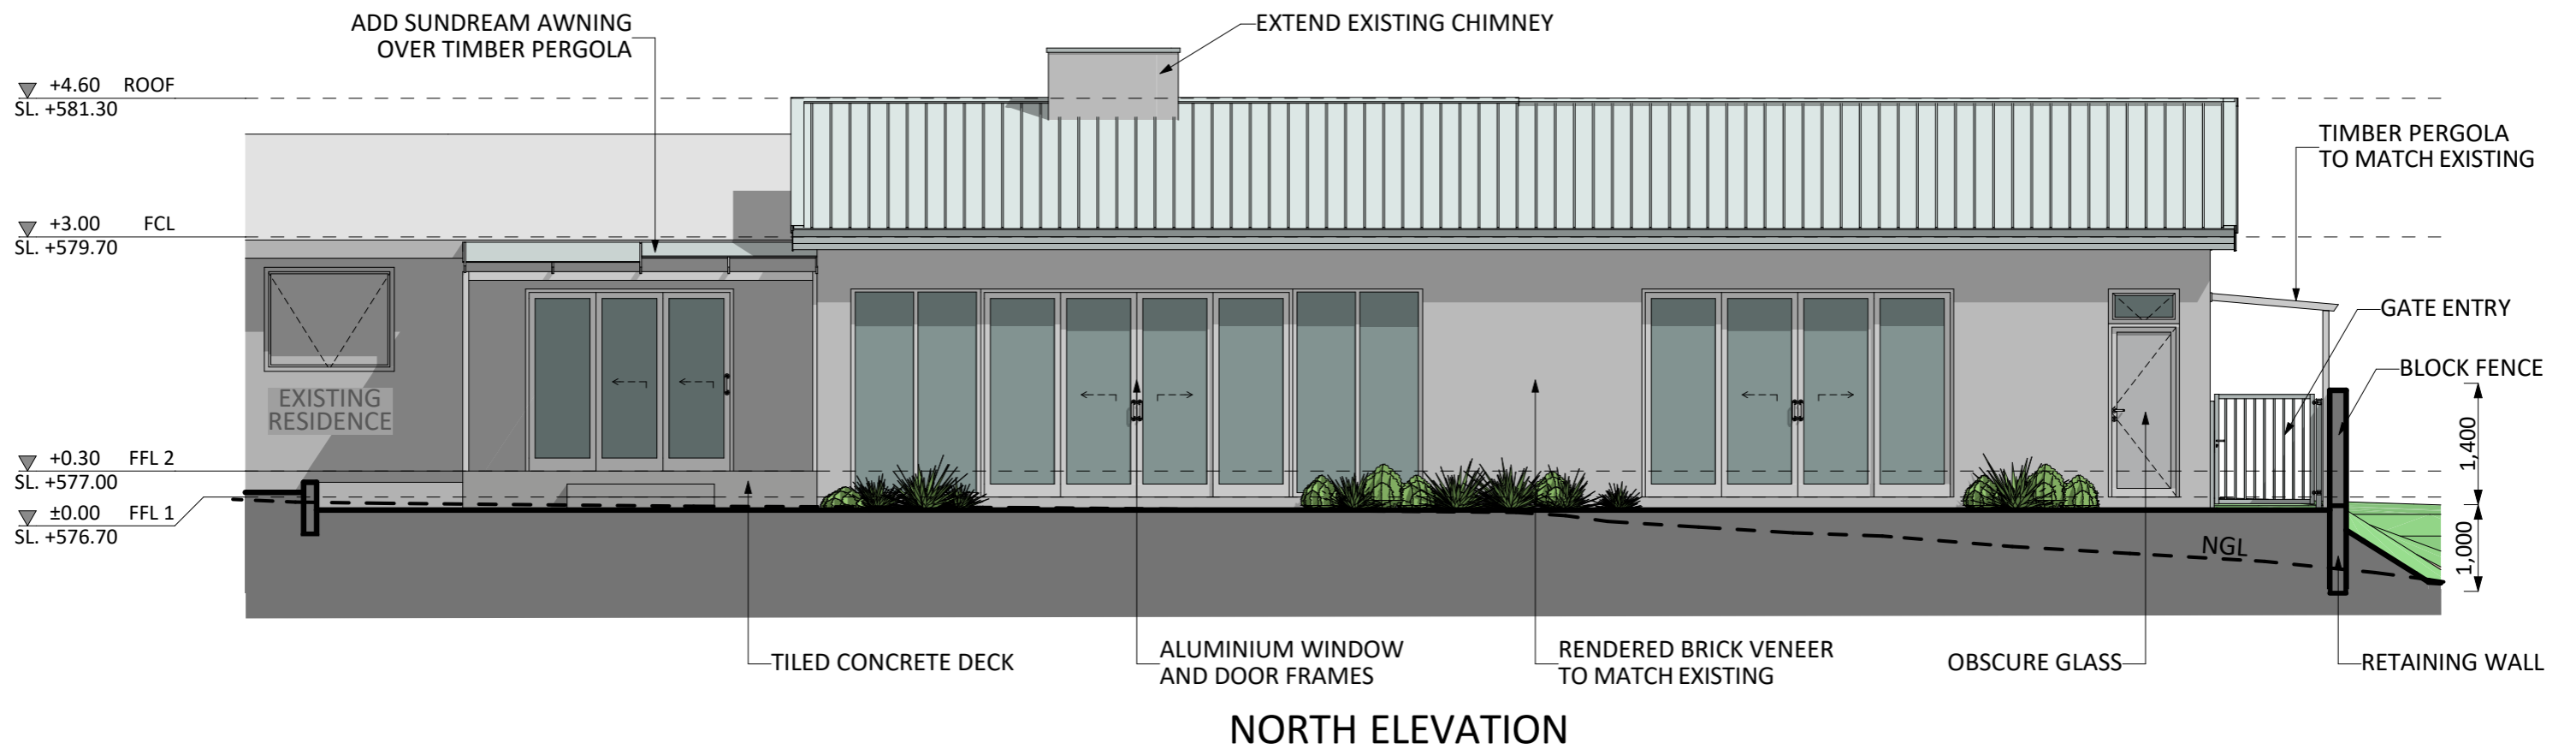 ADD SUNDREAM AWNING
OVER TIMBER PERGOLA
EXTEND EXISTING CHIMNEY
+4.60 ROOF
SL. +581.30
TIMBER PERGOLA
TO MATCH EXISTING
+3.00 FCL
SL. +579.70
GATE ENTRY
BLOCK FENCE
EXISTING
RESIDENCE
1,400
+0.30 FFL 2
SL. +577.00
±0.00 FFL 1
SL. +576.70
NGL
1,000
TILED CONCRETE DECK
ALUMINIUM WINDOW
AND DOOR FRAMES
RENDERED BRICK VENEER
TO MATCH EXISTING
OBSCURE GLASS
RETAINING WALL
NORTH ELEVATION